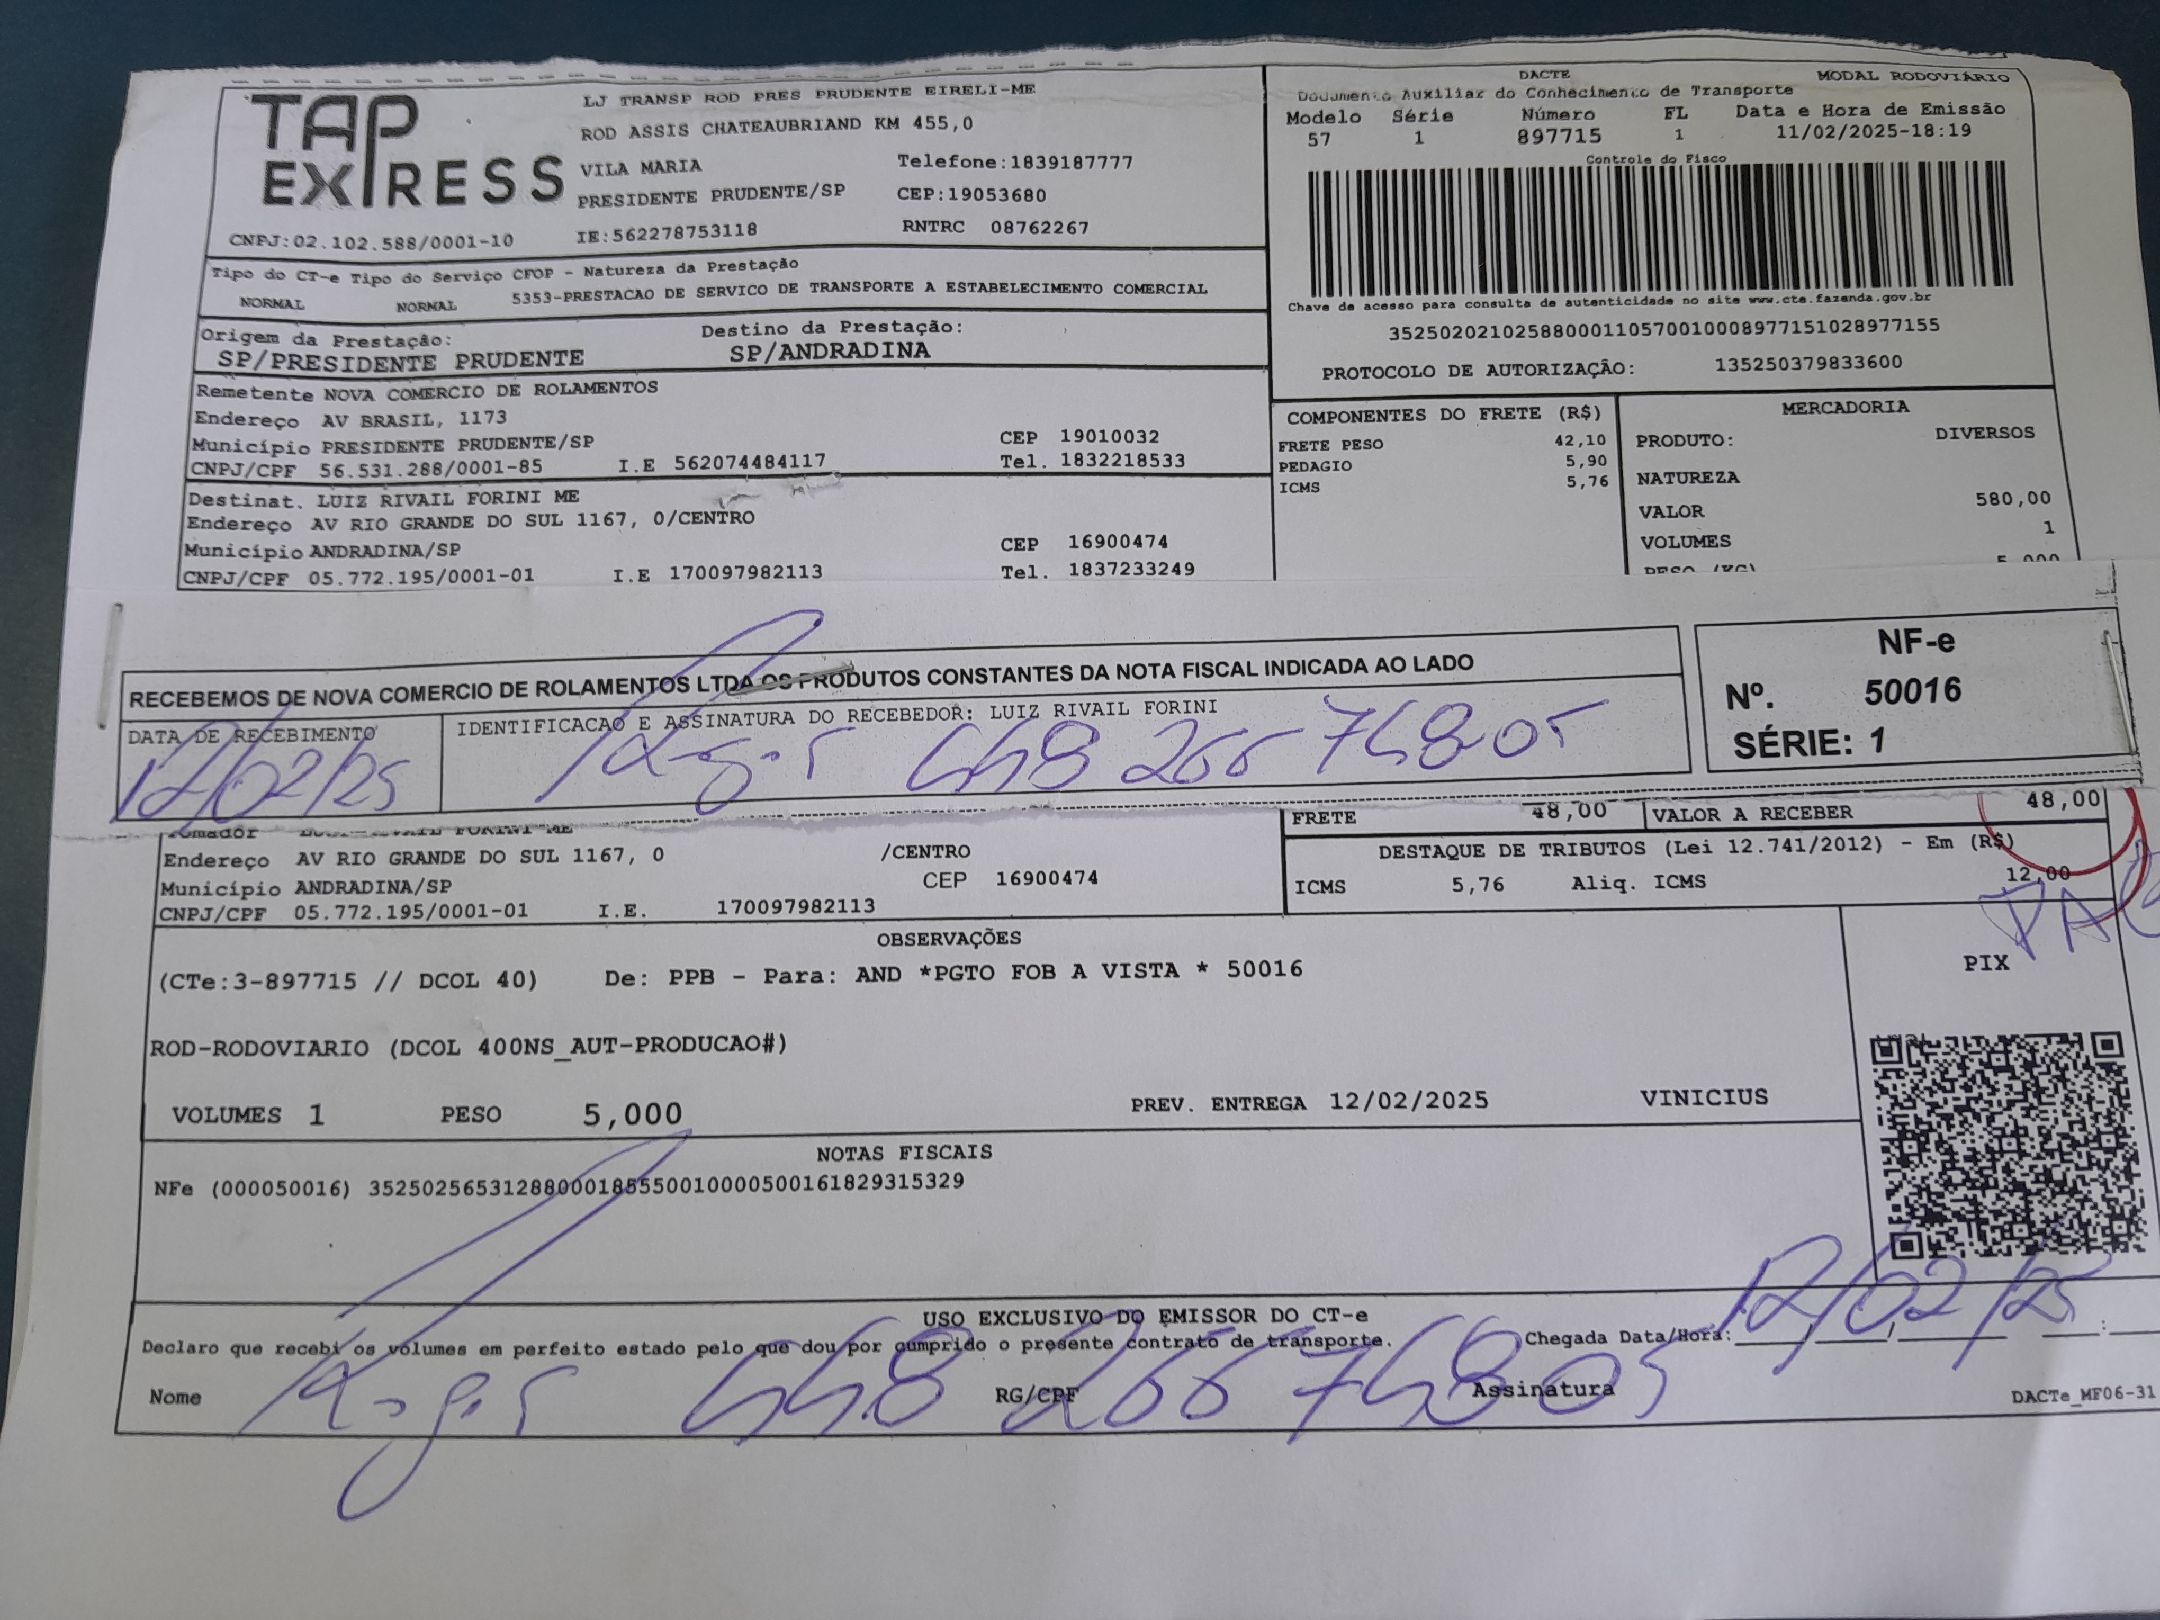 TAP EXPRESS
LJ TRANSP ROD PRES PRUDENTE EIRELI-ME
ROD ASSIS CHATEAUBRIAND KM 455,0
VILA MARIA Telefone:1839187777
PRESIDENTE PRUDENTE/SP CEP:19053680
CNPJ:02.102.588/0001-10 IE:562278753118 RNTRC 08762267
DACTE MODAL RODOVIÁRIO
Documento Auxiliar do Conhecimento de Transporte
Modelo Série Número FL Data e Hora de Emissão
57 1 897715 1 11/02/2025-18:19
Controle do Fisco
Chave de acesso para consulta de autenticidade no site www.cte.fazenda.gov.br
35250202102588000110570010008977151028977155
PROTOCOLO DE AUTORIZAÇÃO: 135250379833600
Tipo do CT-e Tipo do Serviço CFOP - Natureza da Prestação
NORMAL NORMAL 5353-PRESTACAO DE SERVICO DE TRANSPORTE A ESTABELECIMENTO COMERCIAL
Origem da Prestação: Destino da Prestação:
SP/PRESIDENTE PRUDENTE SP/ANDRADINA
Remetente NOVA COMERCIO DE ROLAMENTOS
Endereço AV BRASIL, 1173
Município PRESIDENTE PRUDENTE/SP CEP 19010032
CNPJ/CPF 56.531.288/0001-85 I.E 562074484117 Tel. 1832218533
Destinat. LUIZ RIVAIL FORINI ME
Endereço AV RIO GRANDE DO SUL 1167, 0/CENTRO
Município ANDRADINA/SP CEP 16900474
CNPJ/CPF 05.772.195/0001-01 I.E 170097982113 Tel. 1837233249
COMPONENTES DO FRETE (R$)
FRETE PESO 42,10
PEDAGIO 5,90
ICMS 5,76
MERCADORIA
PRODUTO: DIVERSOS
NATUREZA
VALOR 580,00
VOLUMES 1
PESO (KG) 5,000
RECEBEMOS DE NOVA COMERCIO DE ROLAMENTOS LTDA OS PRODUTOS CONSTANTES DA NOTA FISCAL INDICADA AO LADO
DATA DE RECEBIMENTO IDENTIFICACAO E ASSINATURA DO RECEBEDOR: LUIZ RIVAIL FORINI
12/02/25
NF-e
Nº. 50016
SÉRIE: 1
Tomador LUIZ RIVAIL FORINI ME
Endereço AV RIO GRANDE DO SUL 1167, 0 /CENTRO
Município ANDRADINA/SP CEP 16900474
CNPJ/CPF 05.772.195/0001-01 I.E. 170097982113
FRETE 48,00 VALOR A RECEBER 48,00
DESTAQUE DE TRIBUTOS (Lei 12.741/2012) - Em (R$)
ICMS 5,76 Aliq. ICMS 12,00
OBSERVAÇÕES
(CTe:3-897715 // DCOL 40) De: PPB - Para: AND *PGTO FOB A VISTA * 50016
ROD-RODOVIARIO (DCOL 400NS_AUT-PRODUCAO#)
VOLUMES 1 PESO 5,000 PREV. ENTREGA 12/02/2025 VINICIUS
PIX
NOTAS FISCAIS
NFe (000050016) 35250256531288000185550010000500161829315329
USO EXCLUSIVO DO EMISSOR DO CT-e
Declaro que recebi os volumes em perfeito estado pelo que dou por cumprido o presente contrato de transporte. Chegada Data/Hora: 12/02/25
Nome RG/CPF Assinatura
DACTe_MF06-31